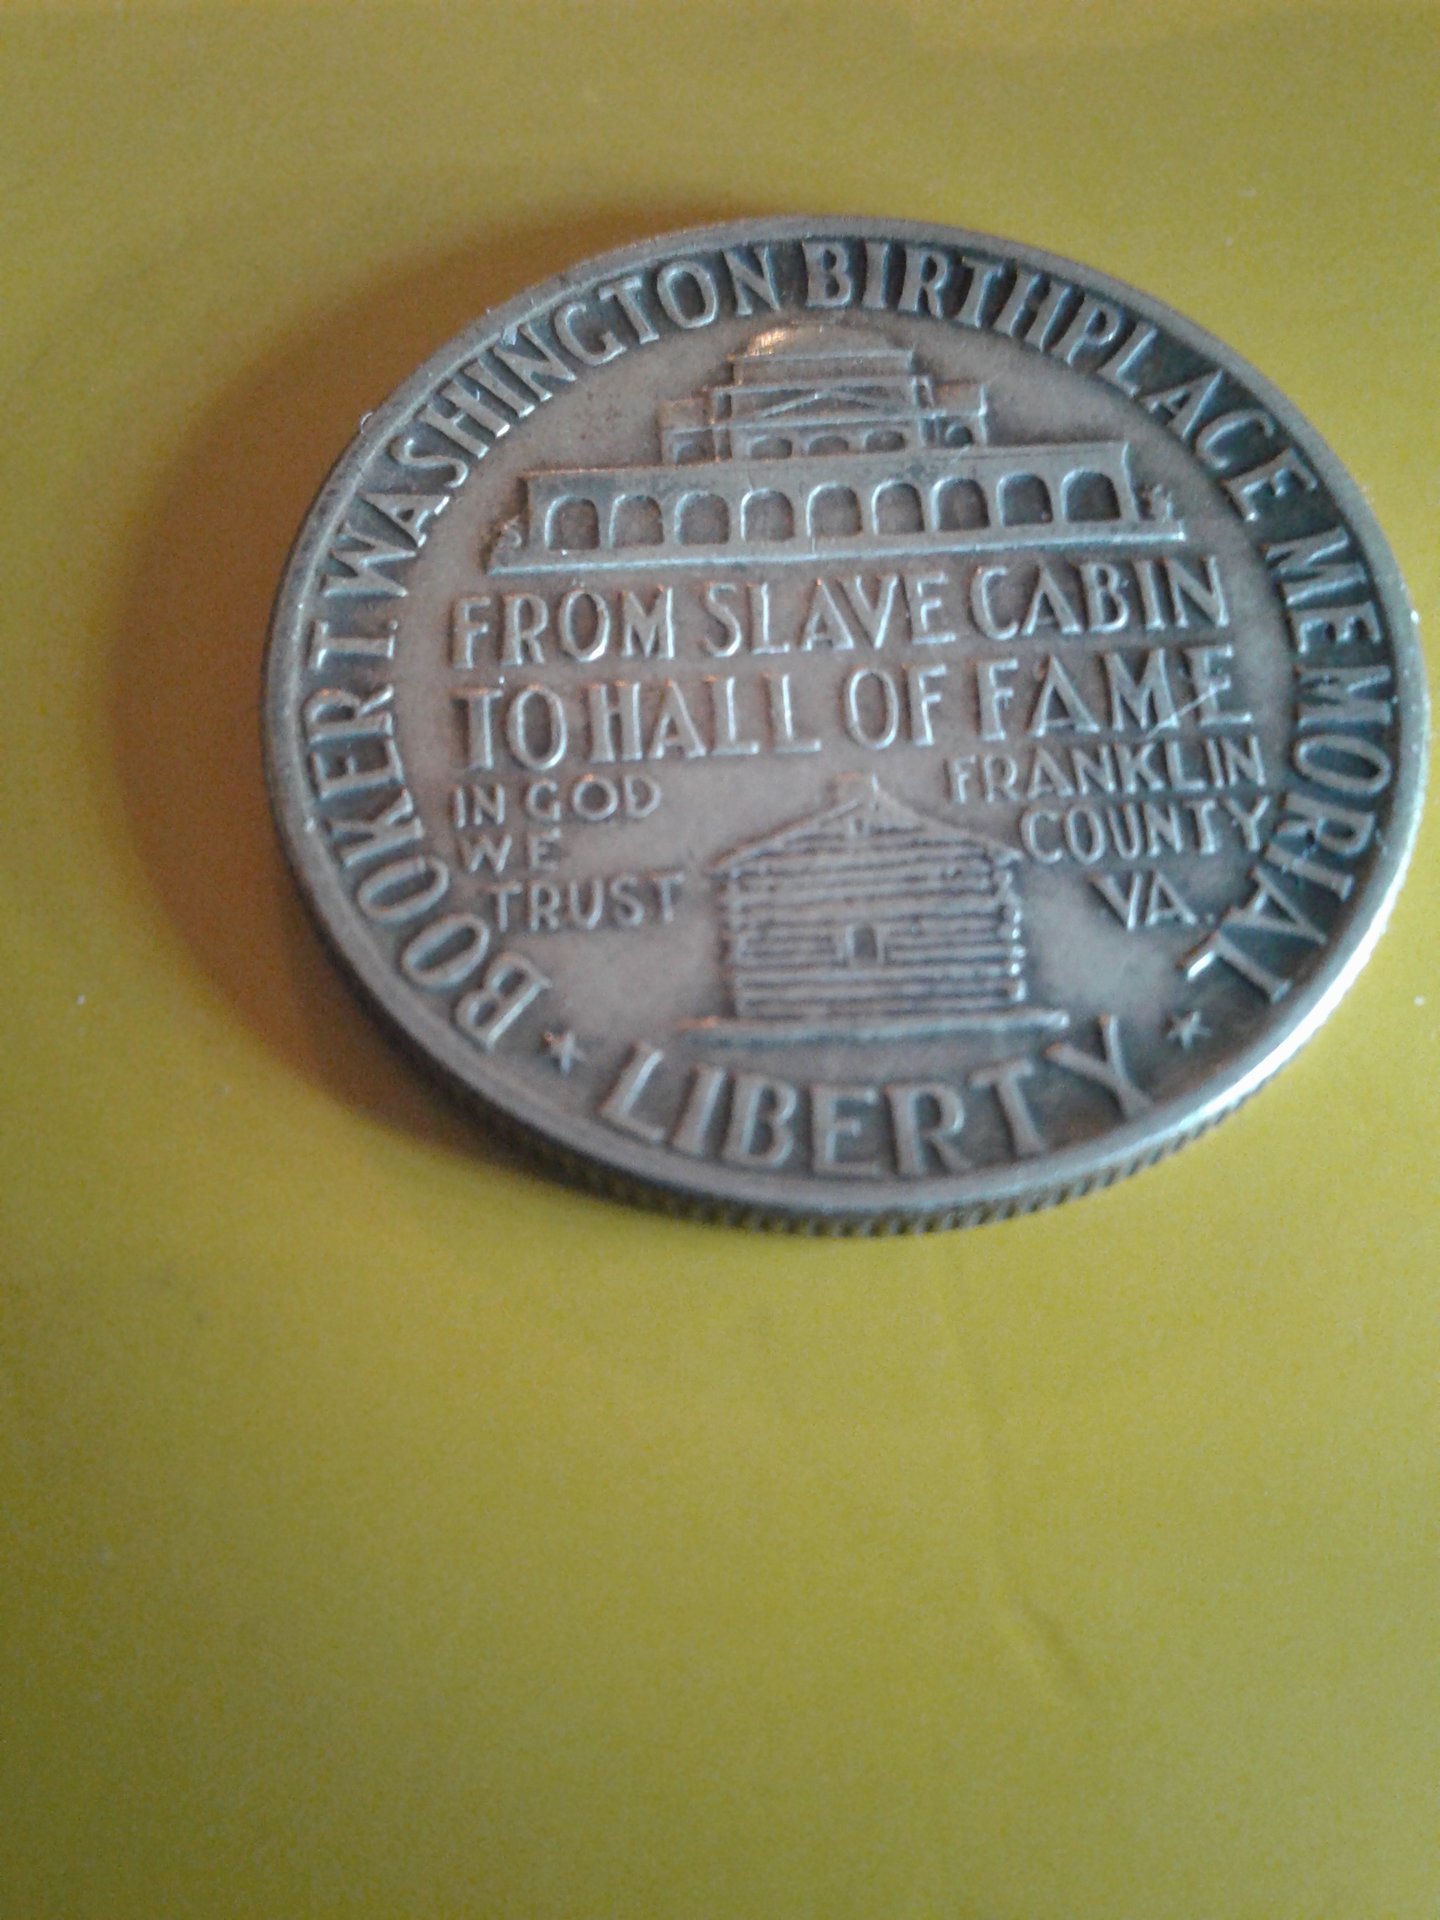 BOOKER T. WASHINGTON BIRTHPLACE MEMORIAL
FROM SLAVE CABIN
TO HALL OF FAME
IN GOD
WE
TRUST
FRANKLIN
COUNTY
VA.
★ LIBERTY ★